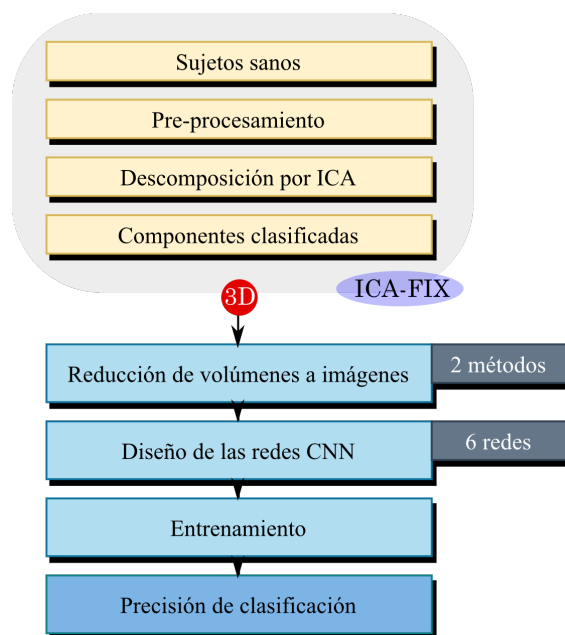 Sujetos sanos
Pre-procesamiento
Descomposición por ICA
Componentes clasificadas
ICA-FIX
3D
Reducción de volúmenes a imágenes
2 métodos
Diseño de las redes CNN
6 redes
Entrenamiento
Precisión de clasificación